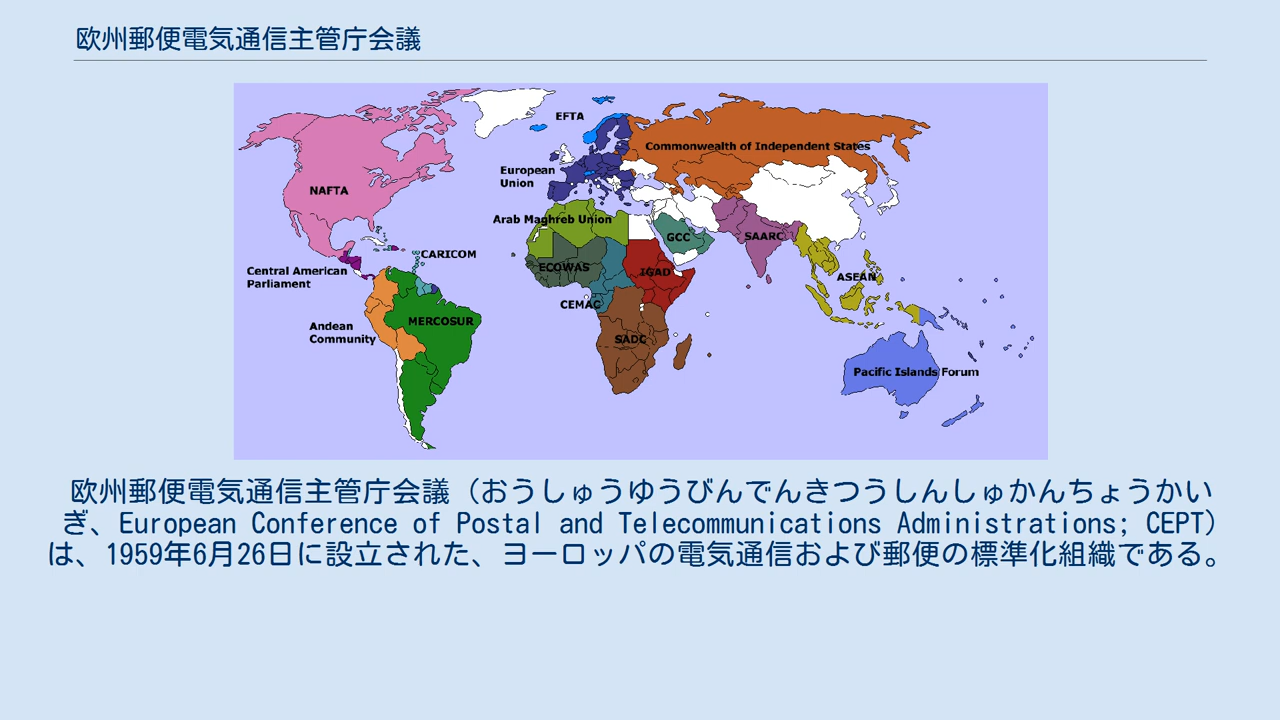 欧州郵便電気通信主管庁会議
EFTA
Commonwealth of Independent States
European
Union
NAFTA
Arab Maghreb Union
GCC
SAARC
CARICOM
Central American
Parliament
ECOWAS
IGAD
ASEAN
CEMAC
MERCOSUR
Andean
Community
SADC
Pacific Islands Forum
欧州郵便電気通信主管庁会議（おうしゅうゆうびんでんきつうしんしゅかんちょうかい
ぎ、European Conference of Postal and Telecommunications Administrations; CEPT）
は、1959年6月26日に設立された、ヨーロッパの電気通信および郵便の標準化組織である。